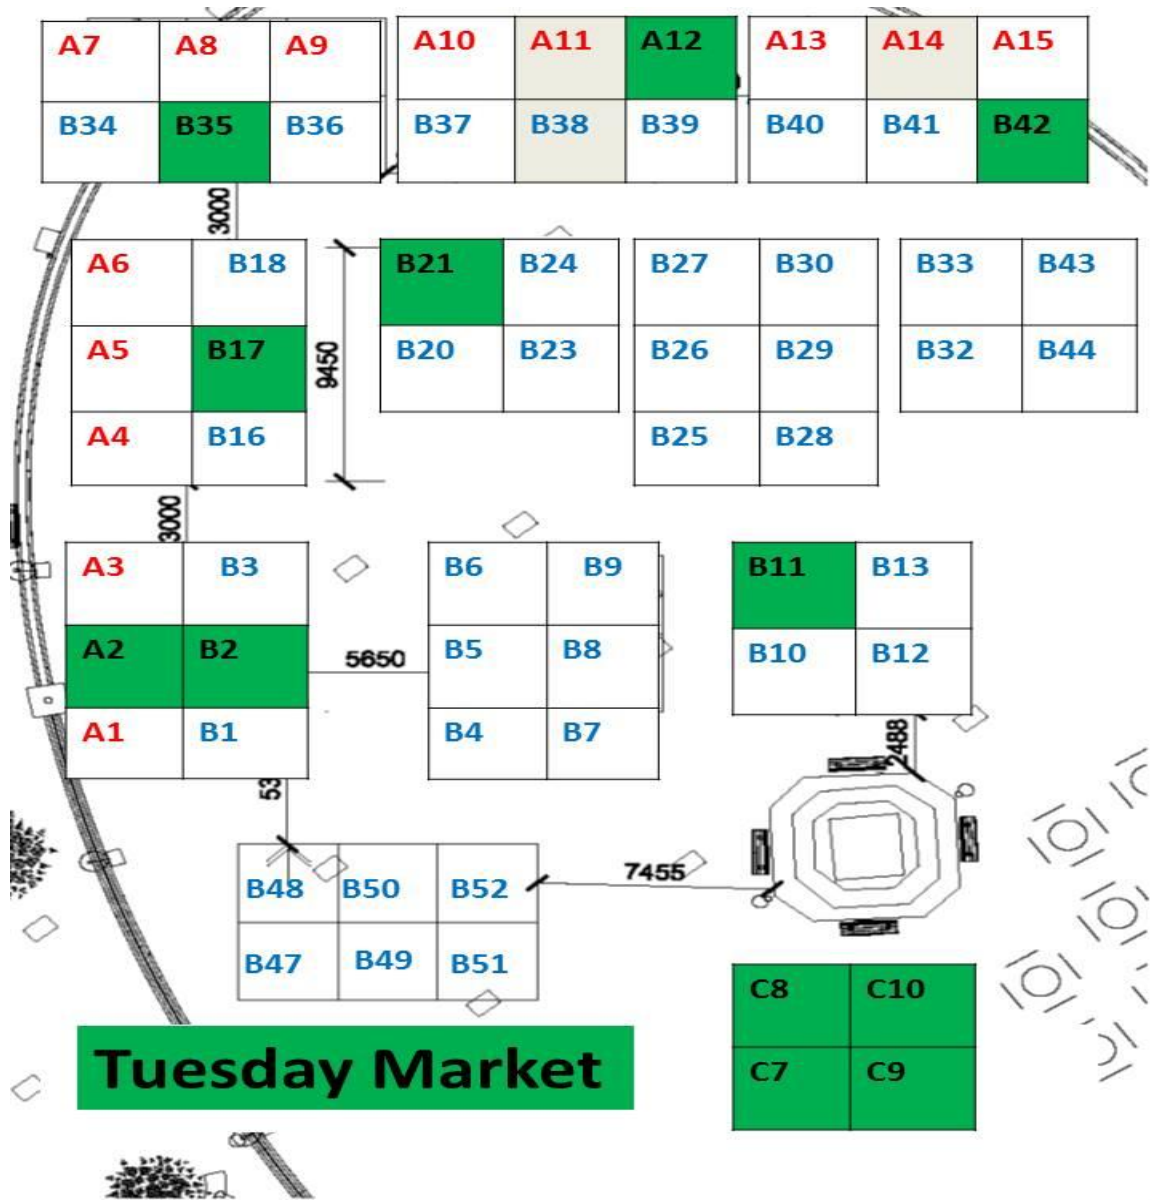 A7 A8 A9 A10 A11 A12 A13 A14 A15
B34 B35 B36 B37 B38 B39 B40 B41 B42
3000
A6 B18 B21 B24 B27 B30 B33 B43
A5 B17 9450 B20 B23 B26 B29 B32 B44
A4 B16 B25 B28
3000
A3 B3 B6 B9 B11 B13
A2 B2 5650 B5 B8 B10 B12
A1 B1 B4 B7 2488
53
B48 B50 B52 7455
B47 B49 B51
C8 C10
Tuesday Market C7 C9